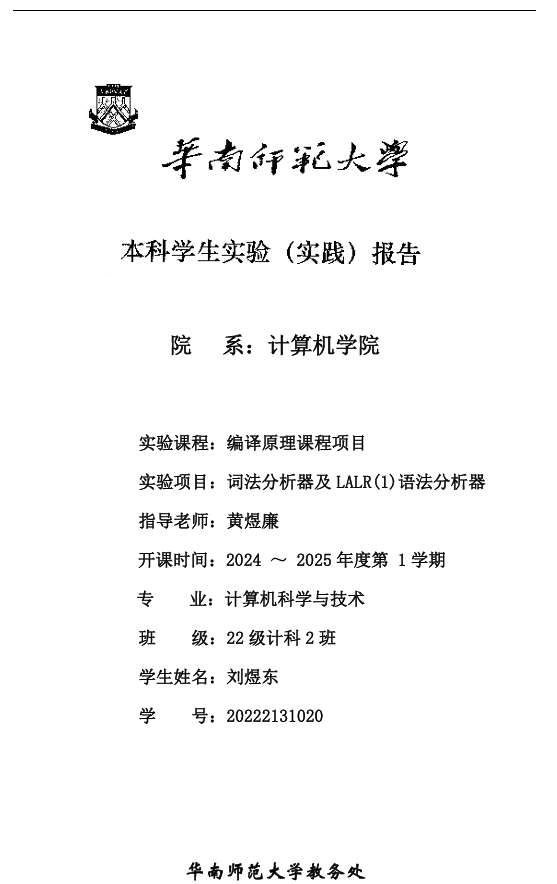 华南师范大学
本科学生实验（实践）报告
院 系：计算机学院
实验课程：编译原理课程项目
实验项目：词法分析器及 LALR(1)语法分析器
指导老师：黄煜廉
开课时间：2024 ～ 2025 年度第 1 学期
专 业：计算机科学与技术
班 级：22 级计科 2 班
学生姓名：刘煜东
学 号：20222131020
华南师范大学教务处